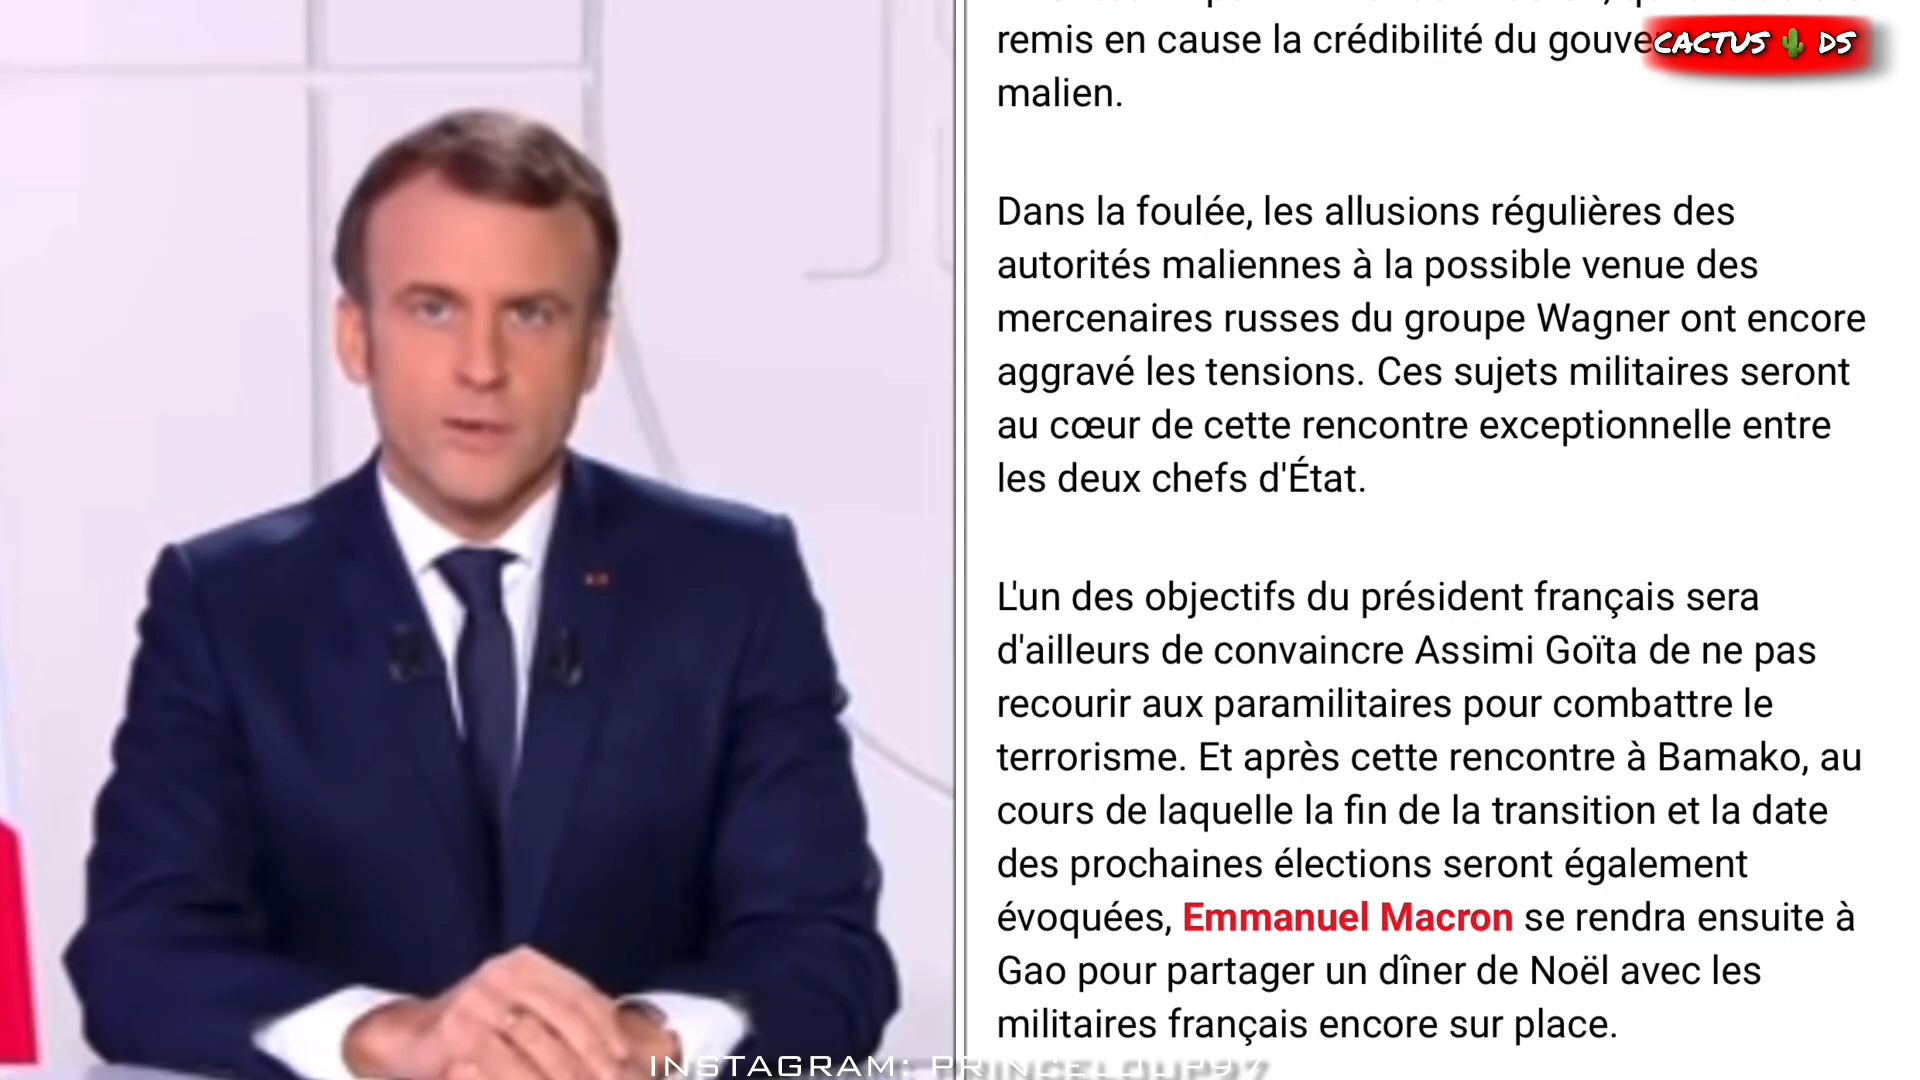 remis en cause la crédibilité du gouve
CACTUS 🌵 DS
malien.
Dans la foulée, les allusions régulières des
autorités maliennes à la possible venue des
mercenaires russes du groupe Wagner ont encore
aggravé les tensions. Ces sujets militaires seront
au cœur de cette rencontre exceptionnelle entre
les deux chefs d'État.
L'un des objectifs du président français sera
d'ailleurs de convaincre Assimi Goïta de ne pas
recourir aux paramilitaires pour combattre le
terrorisme. Et après cette rencontre à Bamako, au
cours de laquelle la fin de la transition et la date
des prochaines élections seront également
évoquées, Emmanuel Macron se rendra ensuite à
Gao pour partager un dîner de Noël avec les
militaires français encore sur place.
INSTAGRAM: PRINCELOUP97